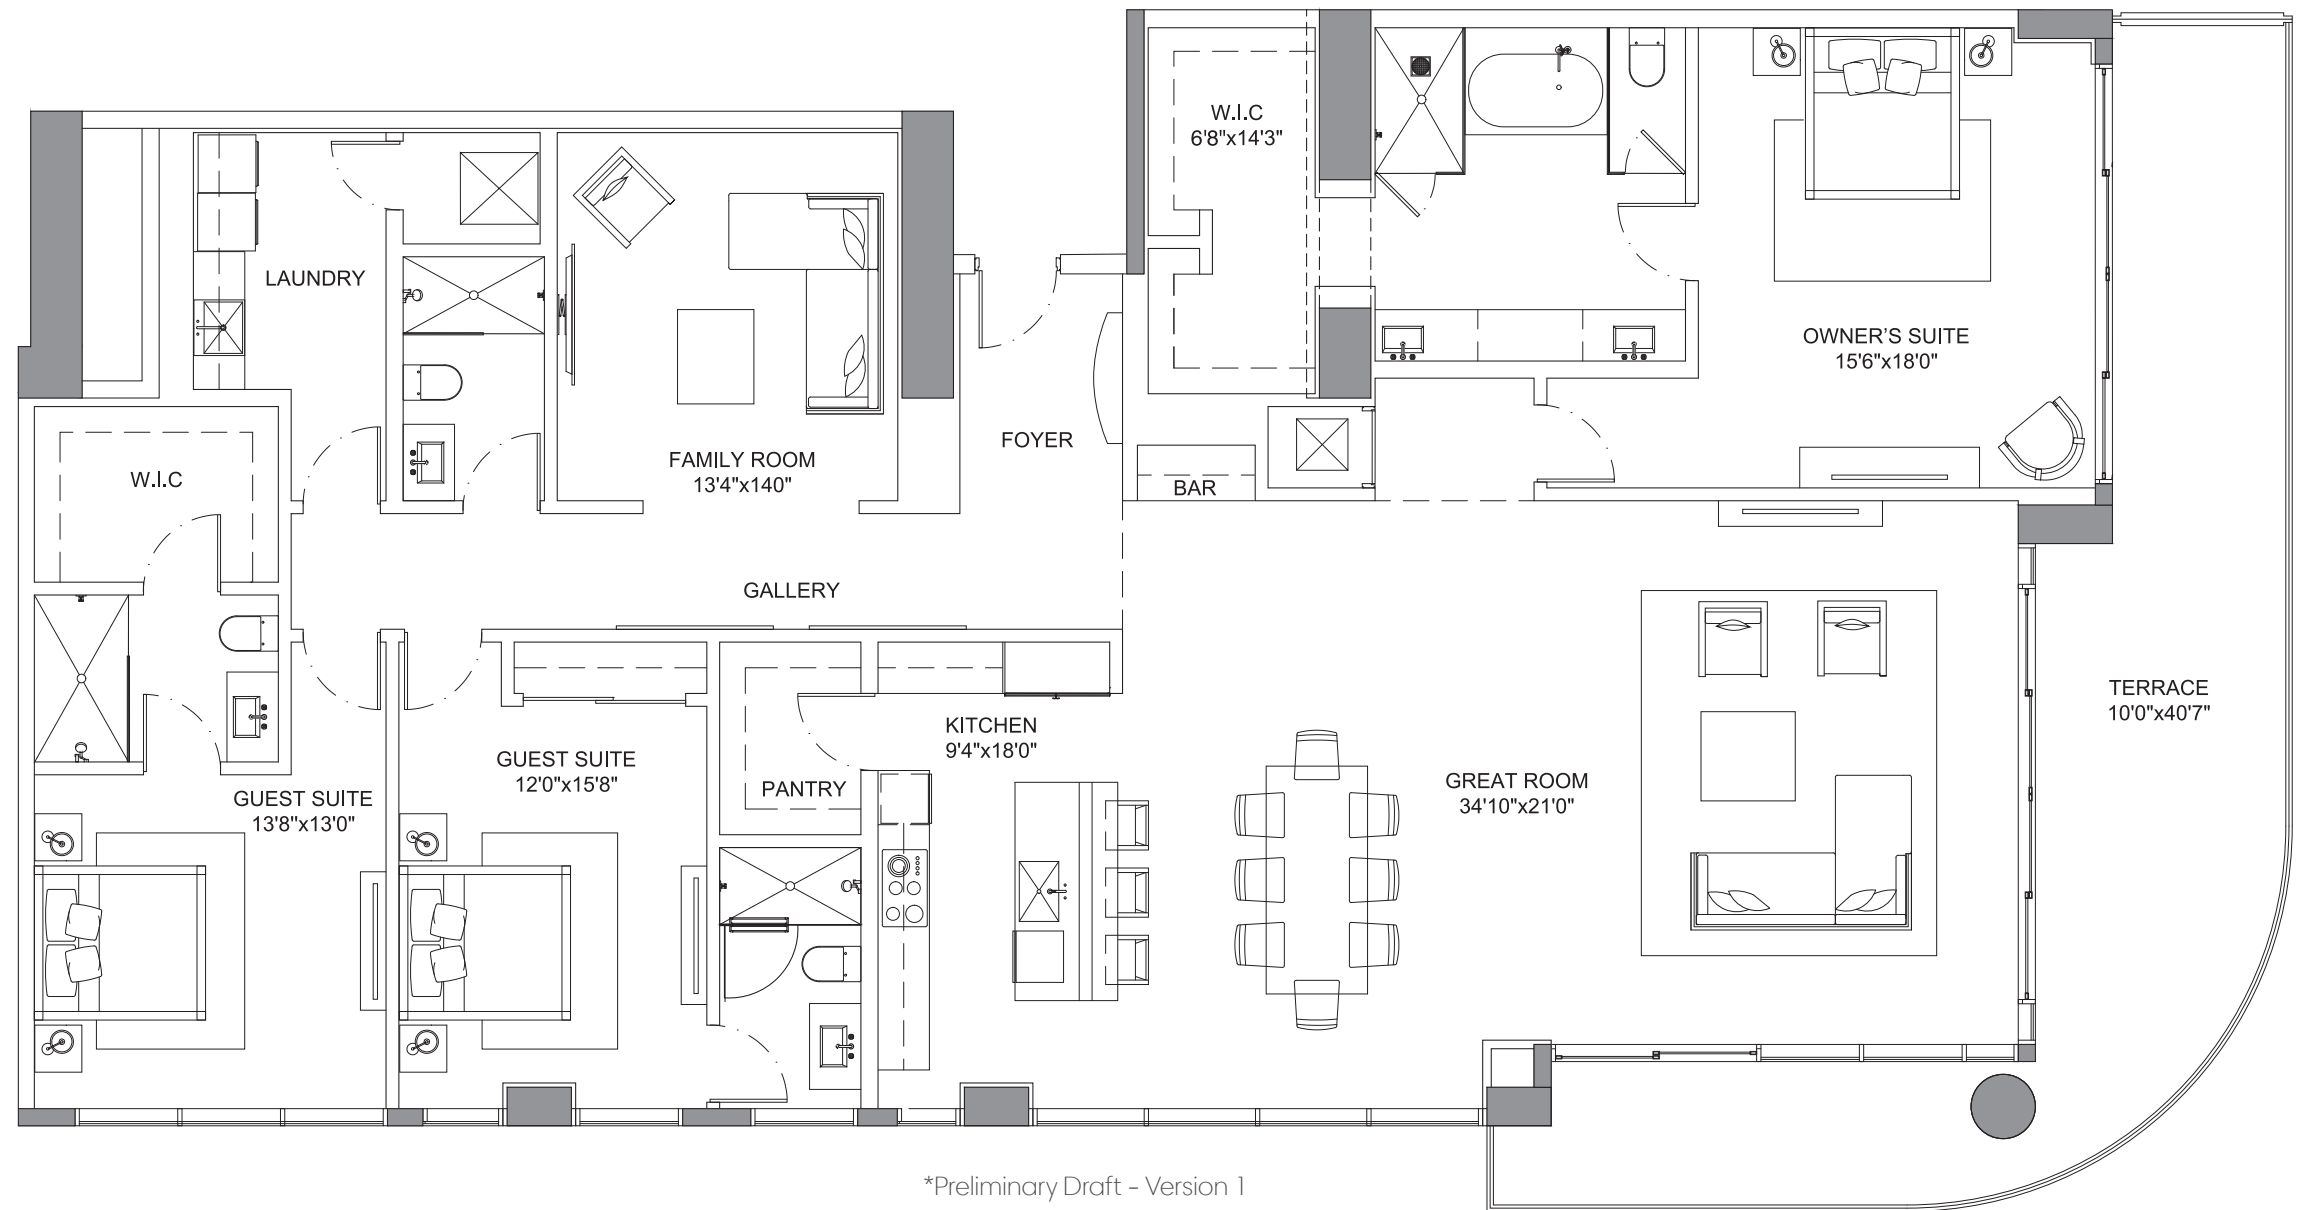 W.I.C
6'8"x14'3"
LAUNDRY
OWNER'S SUITE
15'6"x18'0"
FOYER
FAMILY ROOM
13'4"x140"
W.I.C
BAR
GALLERY
TERRACE
10'0"x40'7"
KITCHEN
9'4"x18'0"
GUEST SUITE
12'0"x15'8"
PANTRY
GREAT ROOM
34'10"x21'0"
GUEST SUITE
13'8"x13'0"
*Preliminary Draft - Version 1